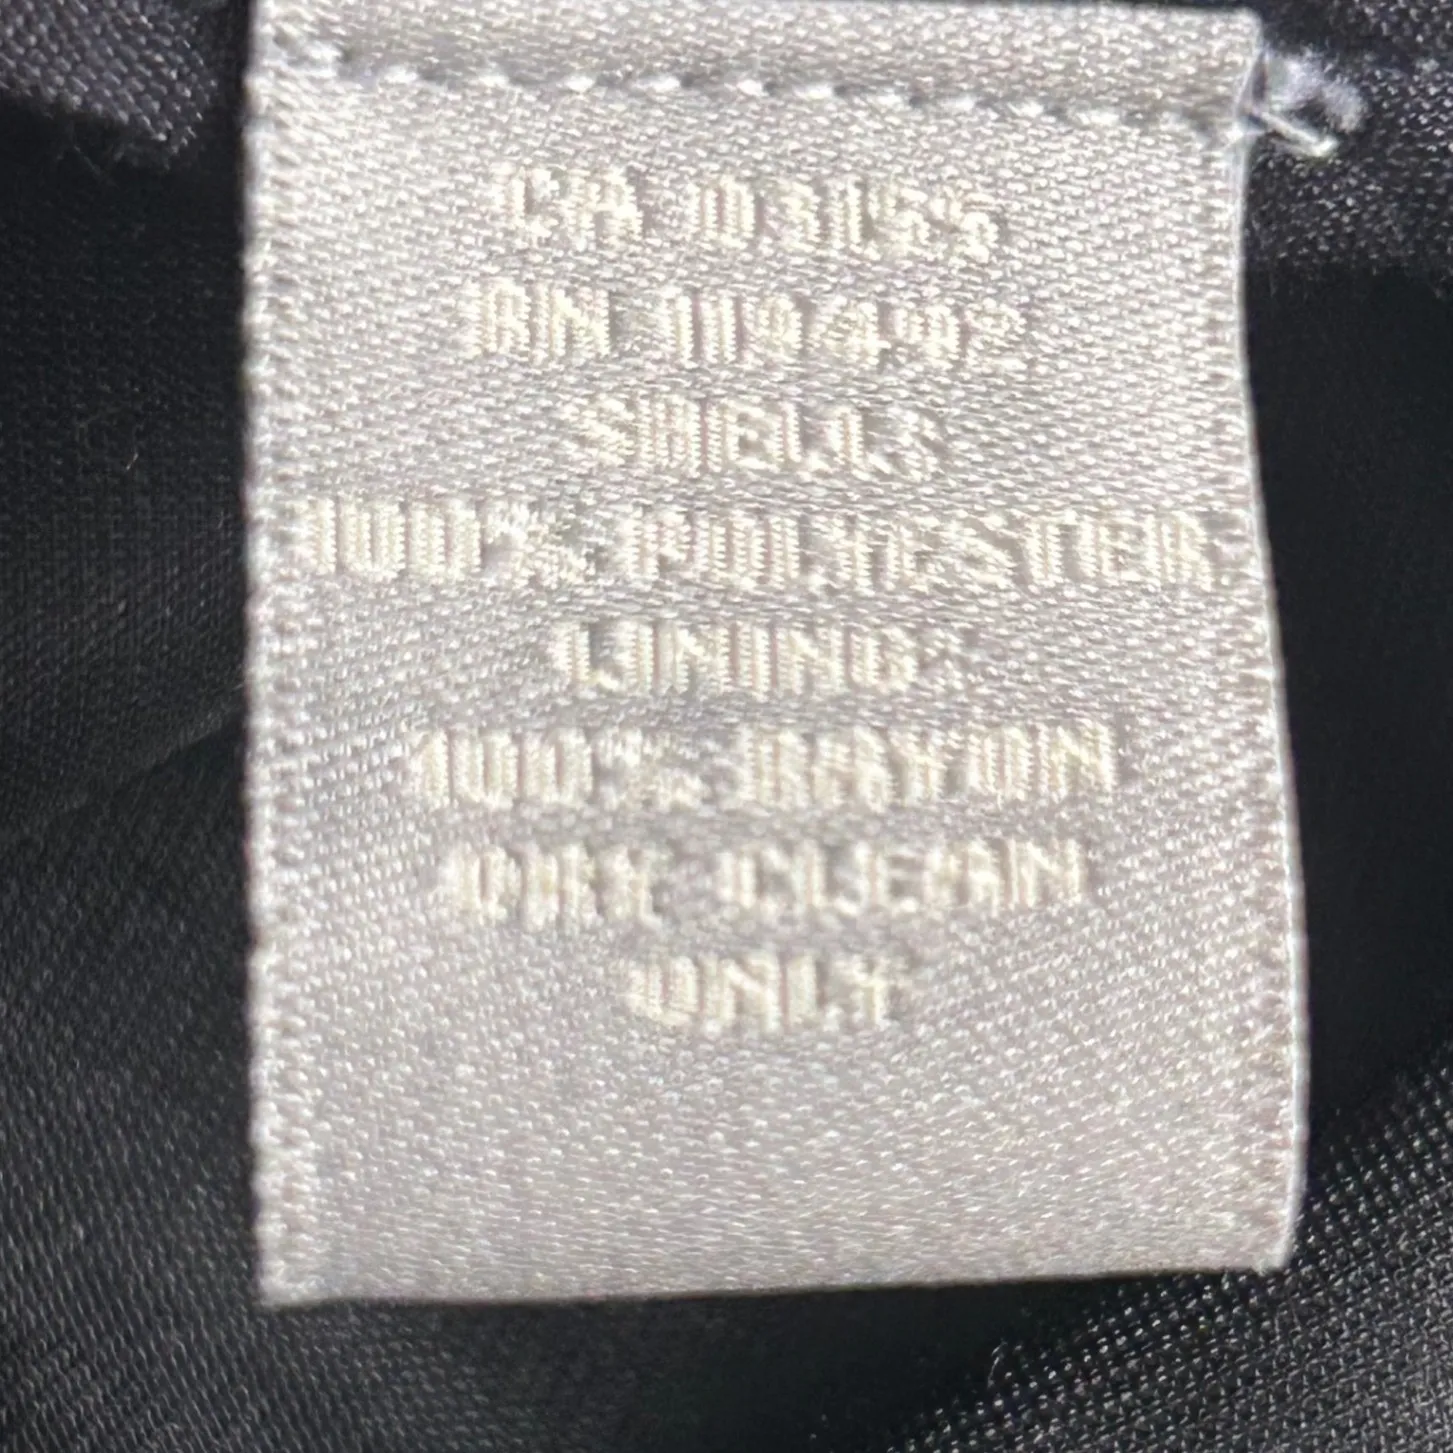 CA 03155
RN 119492
SHELL:
100% POLYESTER
LINING:
100% RAYON
DRY CLEAN
ONLY